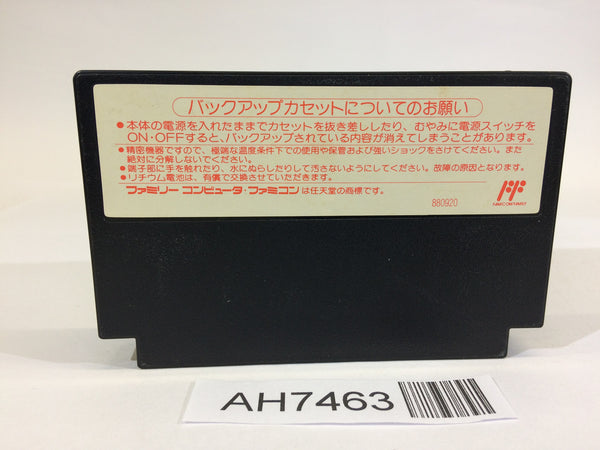 バックアップカセットについてのお願い
●本体の電源を入れたままでカセットを抜き差ししたり、むやみに電源スイッチを
ON・OFFすると、バックアップされている内容が消えてしまうことがあります。
●精密機器ですので、極端な温度条件下での使用や保管および強いショックをさけてください。また
絶対に分解しないでください。
●端子部に手を触れたり、水にぬらしたりして汚さないようにしてください。故障の原因となります。
●リチウム電池は、有償で交換させていただきます。
ファミリー コンピュータ・ファミコンは任天堂の商標です。
880920
AH7463